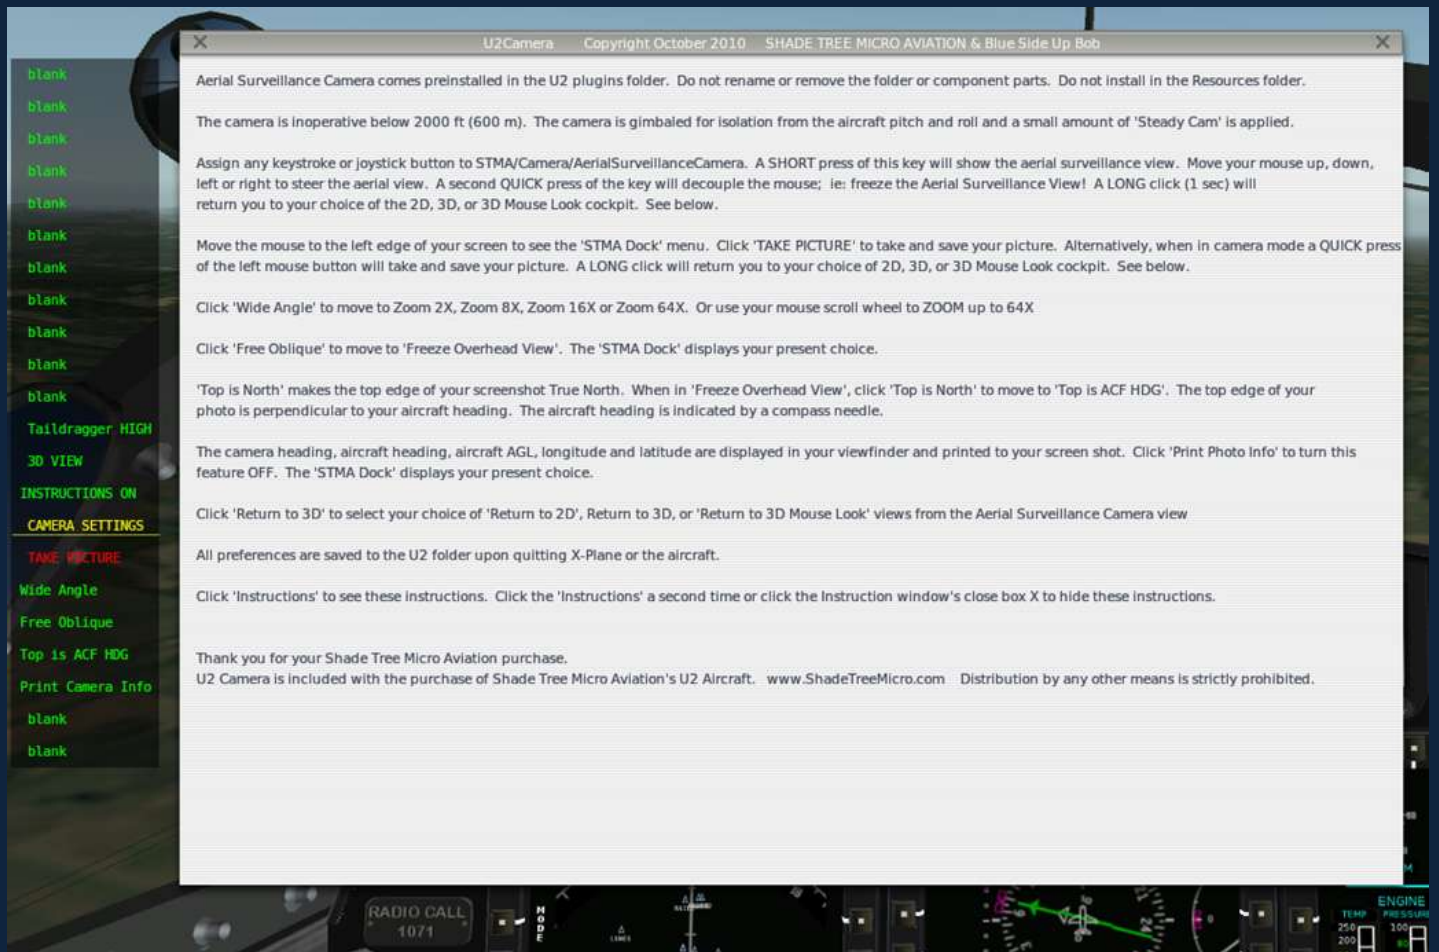 U2Camera Copyright October 2010 SHADE TREE MICRO AVIATION & Blue Side Up Bob
blank
blank
blank
blank
blank
blank
blank
blank
blank
blank
blank
Taildragger HIGH
3D VIEW
INSTRUCTIONS ON
CAMERA SETTINGS
TAKE PICTURE
Wide Angle
Free Oblique
Top is ACF HDG
Print Camera Info
blank
blank
Aerial Surveillance Camera comes preinstalled in the U2 plugins folder. Do not rename or remove the folder or component parts. Do not install in the Resources folder.
The camera is inoperative below 2000 ft (600 m). The camera is gimbaled for isolation from the aircraft pitch and roll and a small amount of 'Steady Cam' is applied.
Assign any keystroke or joystick button to STMA/Camera/AerialSurveillanceCamera. A SHORT press of this key will show the aerial surveillance view. Move your mouse up, down,
left or right to steer the aerial view. A second QUICK press of the key will decouple the mouse; ie: freeze the Aerial Surveillance View! A LONG click (1 sec) will
return you to your choice of the 2D, 3D, or 3D Mouse Look cockpit. See below.
Move the mouse to the left edge of your screen to see the 'STMA Dock' menu. Click 'TAKE PICTURE' to take and save your picture. Alternatively, when in camera mode a QUICK press
of the left mouse button will take and save your picture. A LONG click will return you to your choice of 2D, 3D, or 3D Mouse Look cockpit. See below.
Click 'Wide Angle' to move to Zoom 2X, Zoom 8X, Zoom 16X or Zoom 64X. Or use your mouse scroll wheel to ZOOM up to 64X
Click 'Free Oblique' to move to 'Freeze Overhead View'. The 'STMA Dock' displays your present choice.
'Top is North' makes the top edge of your screenshot True North. When in 'Freeze Overhead View', click 'Top is North' to move to 'Top is ACF HDG'. The top edge of your
photo is perpendicular to your aircraft heading. The aircraft heading is indicated by a compass needle.
The camera heading, aircraft heading, aircraft AGL, longitude and latitude are displayed in your viewfinder and printed to your screen shot. Click 'Print Photo Info' to turn this
feature OFF. The 'STMA Dock' displays your present choice.
Click 'Return to 3D' to select your choice of 'Return to 2D', Return to 3D, or 'Return to 3D Mouse Look' views from the Aerial Surveillance Camera view
All preferences are saved to the U2 folder upon quitting X-Plane or the aircraft.
Click 'Instructions' to see these instructions. Click the 'Instructions' a second time or click the Instruction window's close box X to hide these instructions.
Thank you for your Shade Tree Micro Aviation purchase.
U2 Camera is included with the purchase of Shade Tree Micro Aviation's U2 Aircraft. www.ShadeTreeMicro.com Distribution by any other means is strictly prohibited.
RADIO CALL
1071
MODE
ENGINE
TEMP PRESSURE
250 100
200